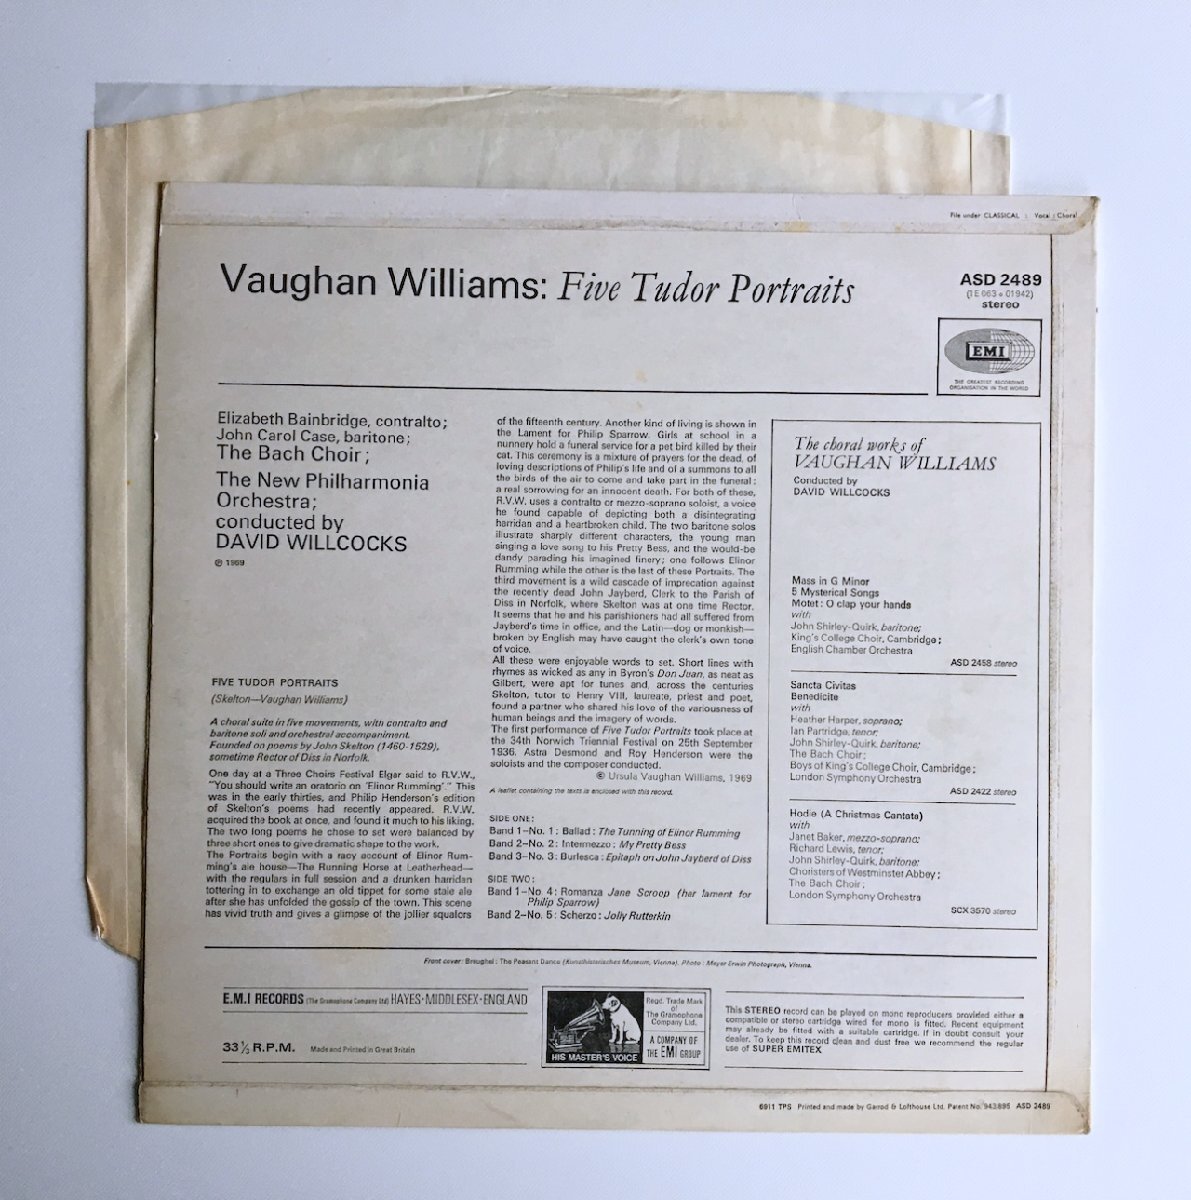 File under CLASSICAL : Vocal : Choral
Vaughan Williams: Five Tudor Portraits
ASD 2489
(1E 063 o 01942)
stereo
EMI
THE GREATEST RECORDING
ORGANISATION IN THE WORLD
Elizabeth Bainbridge, contralto;
John Carol Case, baritone;
The Bach Choir;
The New Philharmonia
Orchestra;
conducted by
DAVID WILLCOCKS
℗ 1969
FIVE TUDOR PORTRAITS
(Skelton—Vaughan Williams)
A choral suite in five movements, with contralto and
baritone soli and orchestral accompaniment.
Founded on poems by John Skelton (1460-1529),
sometime Rector of Diss in Norfolk.
One day at a Three Choirs Festival Elgar said to R.V.W.,
"You should write an oratorio on 'Elinor Rumming'." This
was in the early thirties, and Philip Henderson's edition
of Skelton's poems had recently appeared. R.V.W.
acquired the book at once, and found it much to his liking.
The two long poems he chose to set were balanced by
three short ones to give dramatic shape to the work.
The Portraits begin with a racy account of Elinor Rum-
ming's ale house—The Running Horse at Leatherhead—
with the regulars in full session and a drunken harridan
tottering in to exchange an old tippet for some stale ale
after she has unfolded the gossip of the town. This scene
has vivid truth and gives a glimpse of the jollier squalors
of the fifteenth century. Another kind of living is shown in
the Lament for Philip Sparrow. Girls at school in a
nunnery hold a funeral service for a pet bird killed by their
cat. This ceremony is a mixture of prayers for the dead, of
loving descriptions of Philip's life and of a summons to all
the birds of the air to come and take part in the funeral:
a real sorrowing for an innocent death. For both of these,
R.V.W. uses a contralto or mezzo-soprano soloist, a voice
he found capable of depicting both a disintegrating
harridan and a heartbroken child. The two baritone solos
illustrate sharply different characters, the young man
singing a love song to his Pretty Bess, and the would-be
dandy parading his imagined finery; one follows Elinor
Rumming while the other is the last of these Portraits. The
third movement is a wild cascade of imprecation against
the recently dead John Jayberd, Clerk to the Parish of
Diss in Norfolk, where Skelton was at one time Rector.
It seems that he and his parishioners had all suffered from
Jayberd's time in office, and the Latin—dog or monkish—
broken by English may have caught the clerk's own tone
of voice.
All these were enjoyable words to set. Short lines with
rhymes as wicked as any in Byron's Don Juan, as neat as
Gilbert, were apt for tunes and, across the centuries
Skelton, tutor to Henry VIII, laureate, priest and poet,
found a partner who shared his love of the variousness of
human beings and the imagery of words.
The first performance of Five Tudor Portraits took place at
the 34th Norwich Triennial Festival on 25th September
1936. Astra Desmond and Roy Henderson were the
soloists and the composer conducted.
© Ursula Vaughan Williams, 1969
A leaflet containing the texts is enclosed with this record.
SIDE ONE:
Band 1–No. 1: Ballad: The Tunning of Elinor Rumming
Band 2–No. 2: Intermezzo: My Pretty Bess
Band 3–No. 3: Burlesca: Epitaph on John Jayberd of Diss
SIDE TWO:
Band 1–No. 4: Romanza Jane Scroop (her lament for
Philip Sparrow)
Band 2–No. 5: Scherzo: Jolly Rutterkin
The choral works of
VAUGHAN WILLIAMS
Conducted by
DAVID WILLCOCKS
Mass in G Minor
5 Mysterical Songs
Motet: O clap your hands
with
John Shirley-Quirk, baritone;
King's College Choir, Cambridge;
English Chamber Orchestra
ASD 2458 stereo
Sancta Civitas
Benedicite
with
Heather Harper, soprano;
Ian Partridge, tenor;
John Shirley-Quirk, baritone;
The Bach Choir;
Boys of King's College Choir, Cambridge;
London Symphony Orchestra
ASD 2422 stereo
Hodie (A Christmas Cantata)
with
Janet Baker, mezzo-soprano;
Richard Lewis, tenor;
John Shirley-Quirk, baritone;
Choristers of Westminster Abbey;
The Bach Choir;
London Symphony Orchestra
SCX 3570 stereo
Front cover: Breughel: The Peasant Dance (Kunsthistorisches Museum, Vienna). Photo: Meyer Erwin Photograph, Vienna.
E.M.I RECORDS (The Gramophone Company Ltd) HAYES·MIDDLESEX·ENGLAND
33⅓ R.P.M. Made and Printed in Great Britain
HIS MASTER'S VOICE
Regd. Trade Mark
of
The Gramophone
Company Ltd.
A COMPANY OF
THE EMI GROUP
This STEREO record can be played on mono reproducers provided either a
compatible or stereo cartridge wired for mono is fitted. Recent equipment
may already be fitted with a suitable cartridge. If in doubt consult your
dealer. To keep this record clean and dust free we recommend the regular
use of SUPER EMITEX
6911 TPS Printed and made by Garrod & Lofthouse Ltd. Patent No. 943,895 ASD 2489